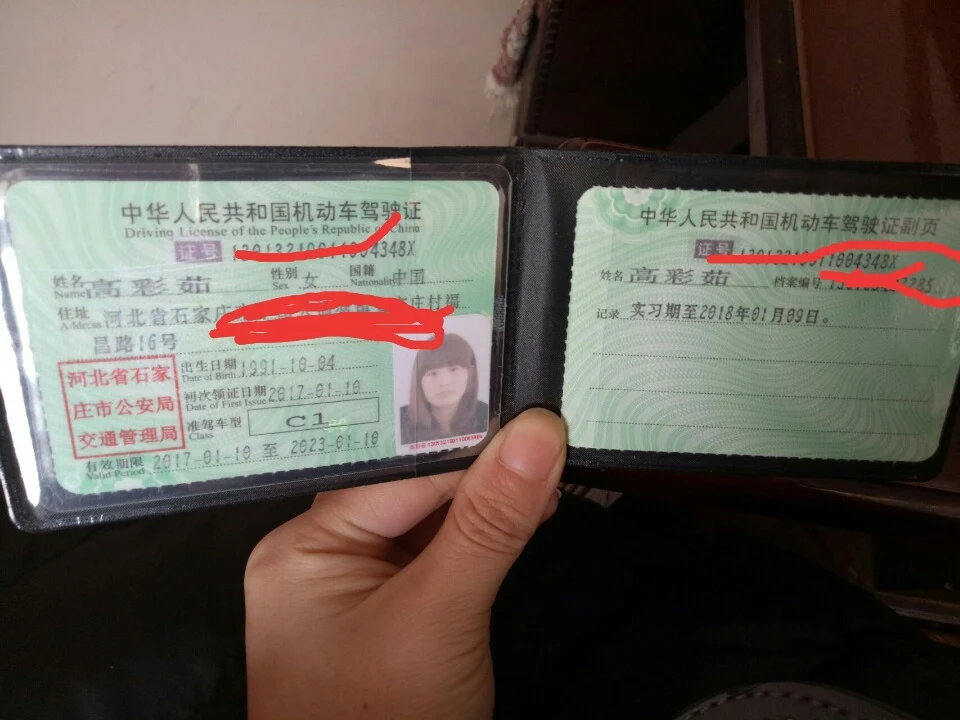 中华人民共和国机动车驾驶证
Driving License of the People's Republic of China
证号
姓名 高彩茹 性别 女 国籍 中国
Name Sex Nationality
住址 河北省石家庄
Address
昌路16号
河北省石家
庄市公安局
交通管理局
出生日期 1991-10-04
Date of Birth
初次领证日期 2017-01-10
Date of First Issue
准驾车型 C1
Class
有效期限 2017-01-10 至 2023-01-10
Valid Period
中华人民共和国机动车驾驶证副页
证号
姓名 高彩茹 档案编号
记录 实习期至2018年01月09日。